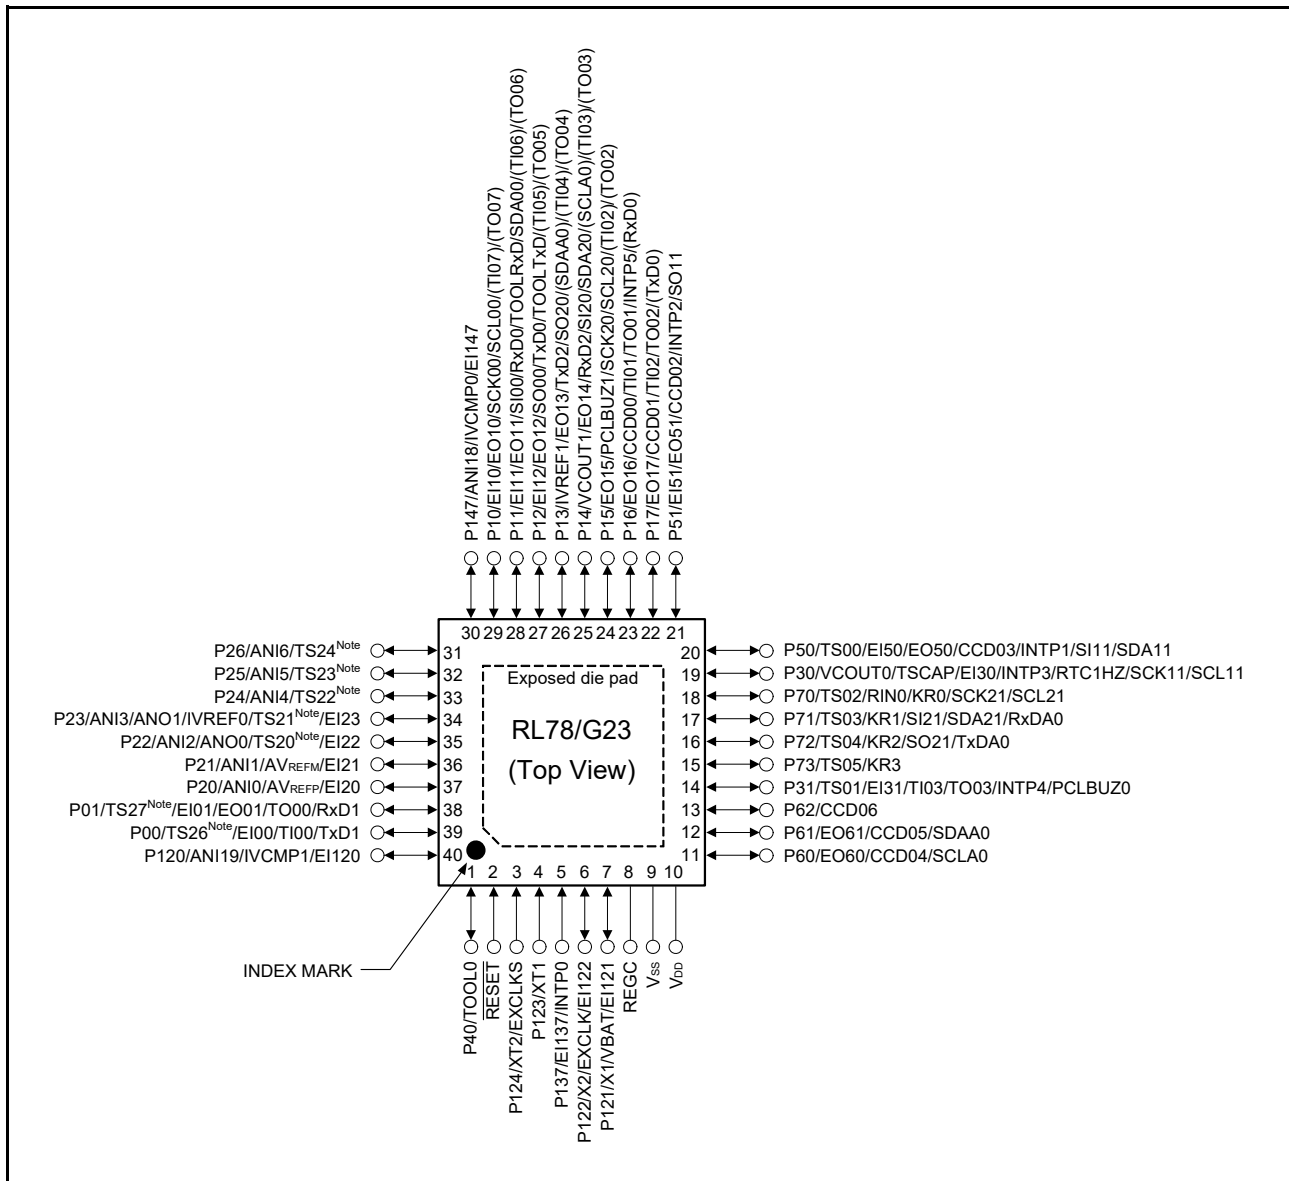 P147/ANI18/IVCMP0/EI147
P10/EI10/EO10/SCK00/SCL00/(TI07)/(TO07)
P11/EI11/EO11/SI00/RxD0/TOOLRxD/SDA00/(TI06)/(TO06)
P12/EI12/EO12/SO00/TxD0/TOOLTxD/(TI05)/(TO05)
P13/IVREF1/EO13/TxD2/SO20/(SDAA0)/(TI04)/(TO04)
P14/VCOUT1/EO14/RxD2/SI20/SDA20/(SCLA0)/(TI03)/(TO03)
P15/EO15/PCLBUZ1/SCK20/SCL20/(TI02)/(TO02)
P16/EO16/CCD00/TI01/TO01/INTP5/(RxD0)
P17/EO17/CCD01/TI02/TO02/(TxD0)
P51/EI51/EO51/CCD02/INTP2/SO11
30 29 28 27 26 25 24 23 22 21
P26/ANI6/TS24Note 31
P25/ANI5/TS23Note 32
P24/ANI4/TS22Note 33
P23/ANI3/ANO1/IVREF0/TS21Note/EI23 34
P22/ANI2/ANO0/TS20Note/EI22 35
P21/ANI1/AVREFM/EI21 36
P20/ANI0/AVREFP/EI20 37
P01/TS27Note/EI01/EO01/TO00/RxD1 38
P00/TS26Note/EI00/TI00/TxD1 39
P120/ANI19/IVCMP1/EI120 40
Exposed die pad
RL78/G23
(Top View)
20 P50/TS00/EI50/EO50/CCD03/INTP1/SI11/SDA11
19 P30/VCOUT0/TSCAP/EI30/INTP3/RTC1HZ/SCK11/SCL11
18 P70/TS02/RIN0/KR0/SCK21/SCL21
17 P71/TS03/KR1/SI21/SDA21/RxDA0
16 P72/TS04/KR2/SO21/TxDA0
15 P73/TS05/KR3
14 P31/TS01/EI31/TI03/TO03/INTP4/PCLBUZ0
13 P62/CCD06
12 P61/EO61/CCD05/SDAA0
11 P60/EO60/CCD04/SCLA0
1 2 3 4 5 6 7 8 9 10
INDEX MARK
P40/TOOL0
RESET
P124/XT2/EXCLKS
P123/XT1
P137/EI137/INTP0
P122/X2/EXCLK/EI122
P121/X1/VBAT/EI121
REGC
VSS
VDD